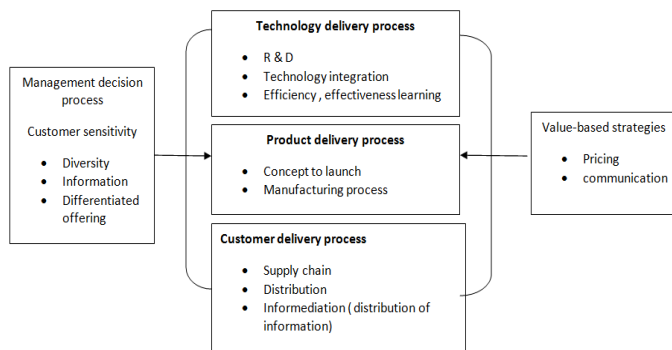 Technology delivery process
• R & D
• Technology integration
• Efficiency , effectiveness learning
Management decision
process
Customer sensitivity
• Diversity
• Information
• Differentiated
offering
Product delivery process
• Concept to launch
• Manufacturing process
Customer delivery process
• Supply chain
• Distribution
• Informediation ( distribution of
information)
Value-based strategies
• Pricing
• communication